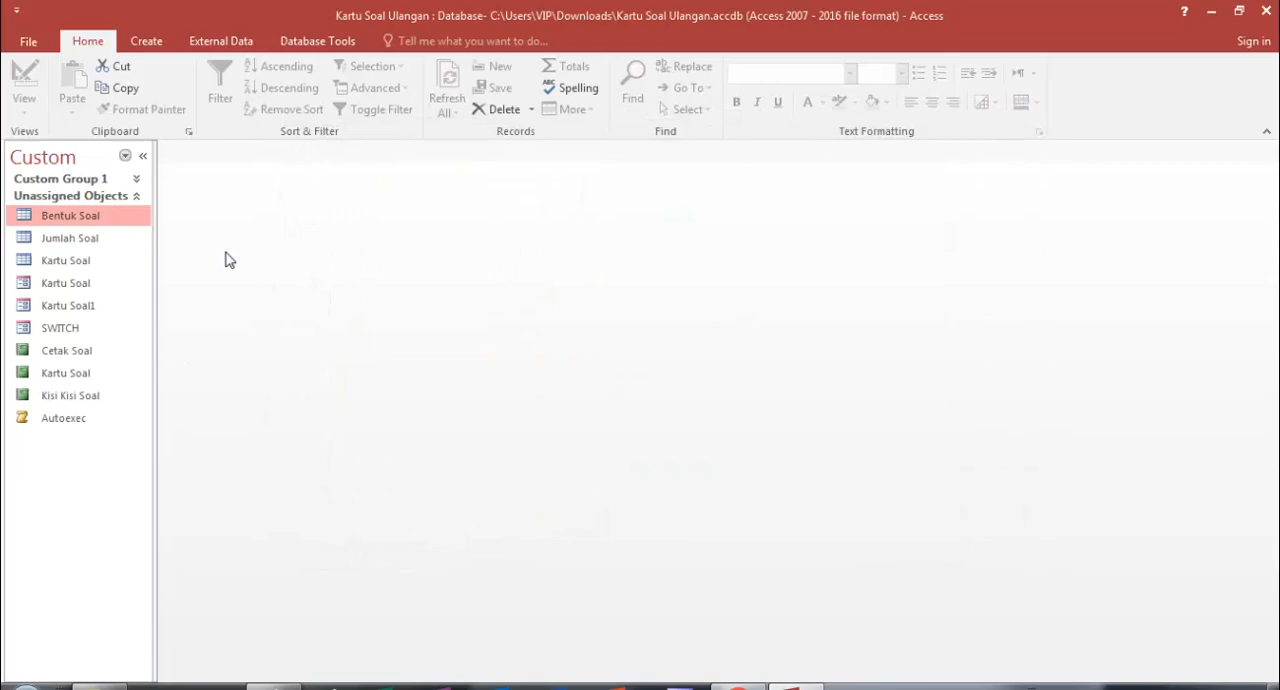 Kartu Soal Ulangan : Database- C:\Users\VIP\Downloads\Kartu Soal Ulangan.accdb (Access 2007 - 2016 file format) - Access
File Home Create External Data Database Tools Tell me what you want to do... Sign in
Cut Ascending Selection New Totals Replace
Copy Descending Advanced Save Spelling Go To
View Paste Format Painter Filter Remove Sort Toggle Filter Refresh All Delete More Find Select B I U A
Views Clipboard Sort & Filter Records Find Text Formatting
Custom
Custom Group 1
Unassigned Objects
Bentuk Soal
Jumlah Soal
Kartu Soal
Kartu Soal
Kartu Soal1
SWITCH
Cetak Soal
Kartu Soal
Kisi Kisi Soal
Autoexec